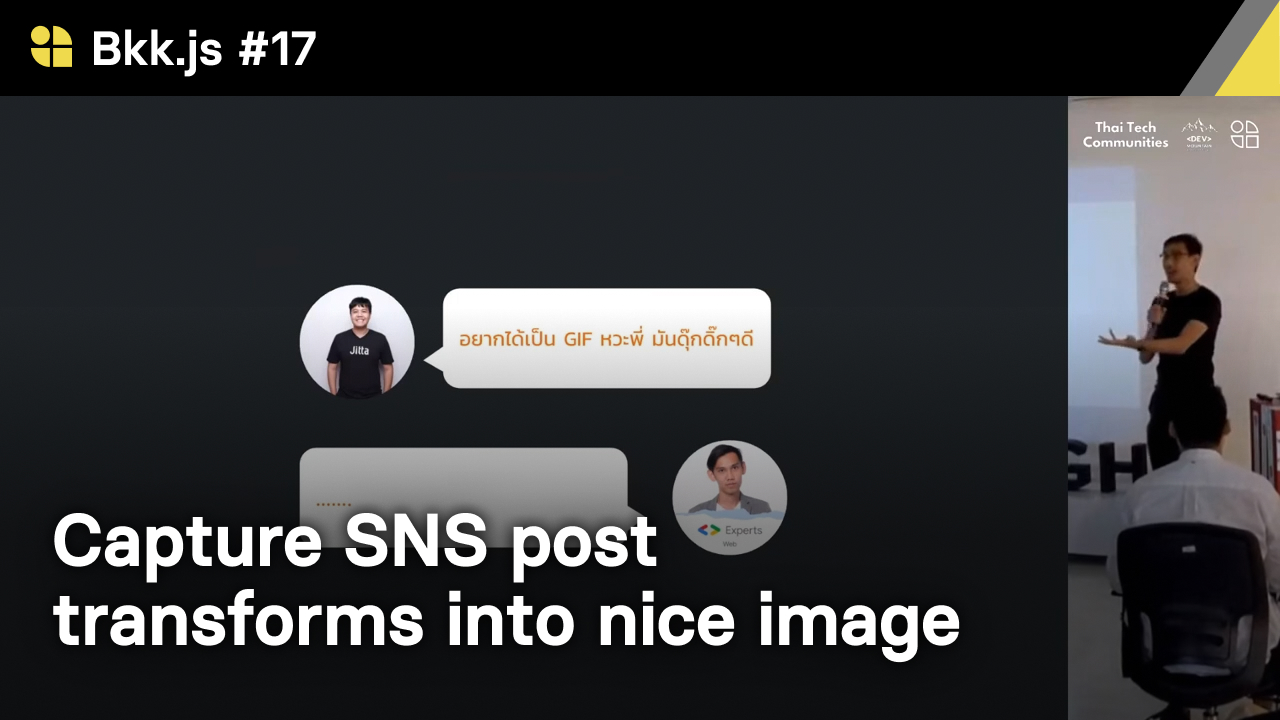 Bkk.js #17
Thai Tech
Communities
<DEV>
MOUNTAIN
Jitta
อยากได้เป็น GIF หวะพี่ มันดุ๊กดิ๊กๆดี
.......
Experts
Web
GH
Capture SNS post
transforms into nice image